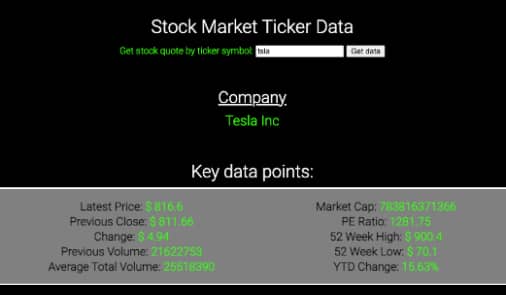 Stock Market Ticker Data
Get stock quote by ticker symbol: tsla Get data
Company
Tesla Inc
Key data points:
Latest Price: $ 816.6
Previous Close: $ 811.66
Change: $ 4.94
Previous Volume: 21622753
Average Total Volume: 25518390
Market Cap: 783816371366
PE Ratio: 1281.75
52 Week High: $ 900.4
52 Week Low: $ 70.1
YTD Change: 15.63%